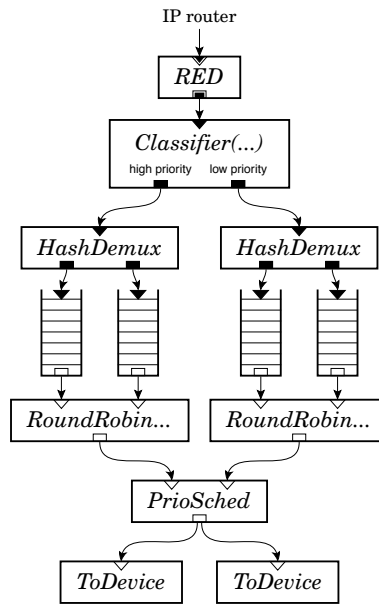 IP router
RED
Classifier(...)
high priority low priority
HashDemux HashDemux
RoundRobin... RoundRobin...
PrioSched
ToDevice ToDevice